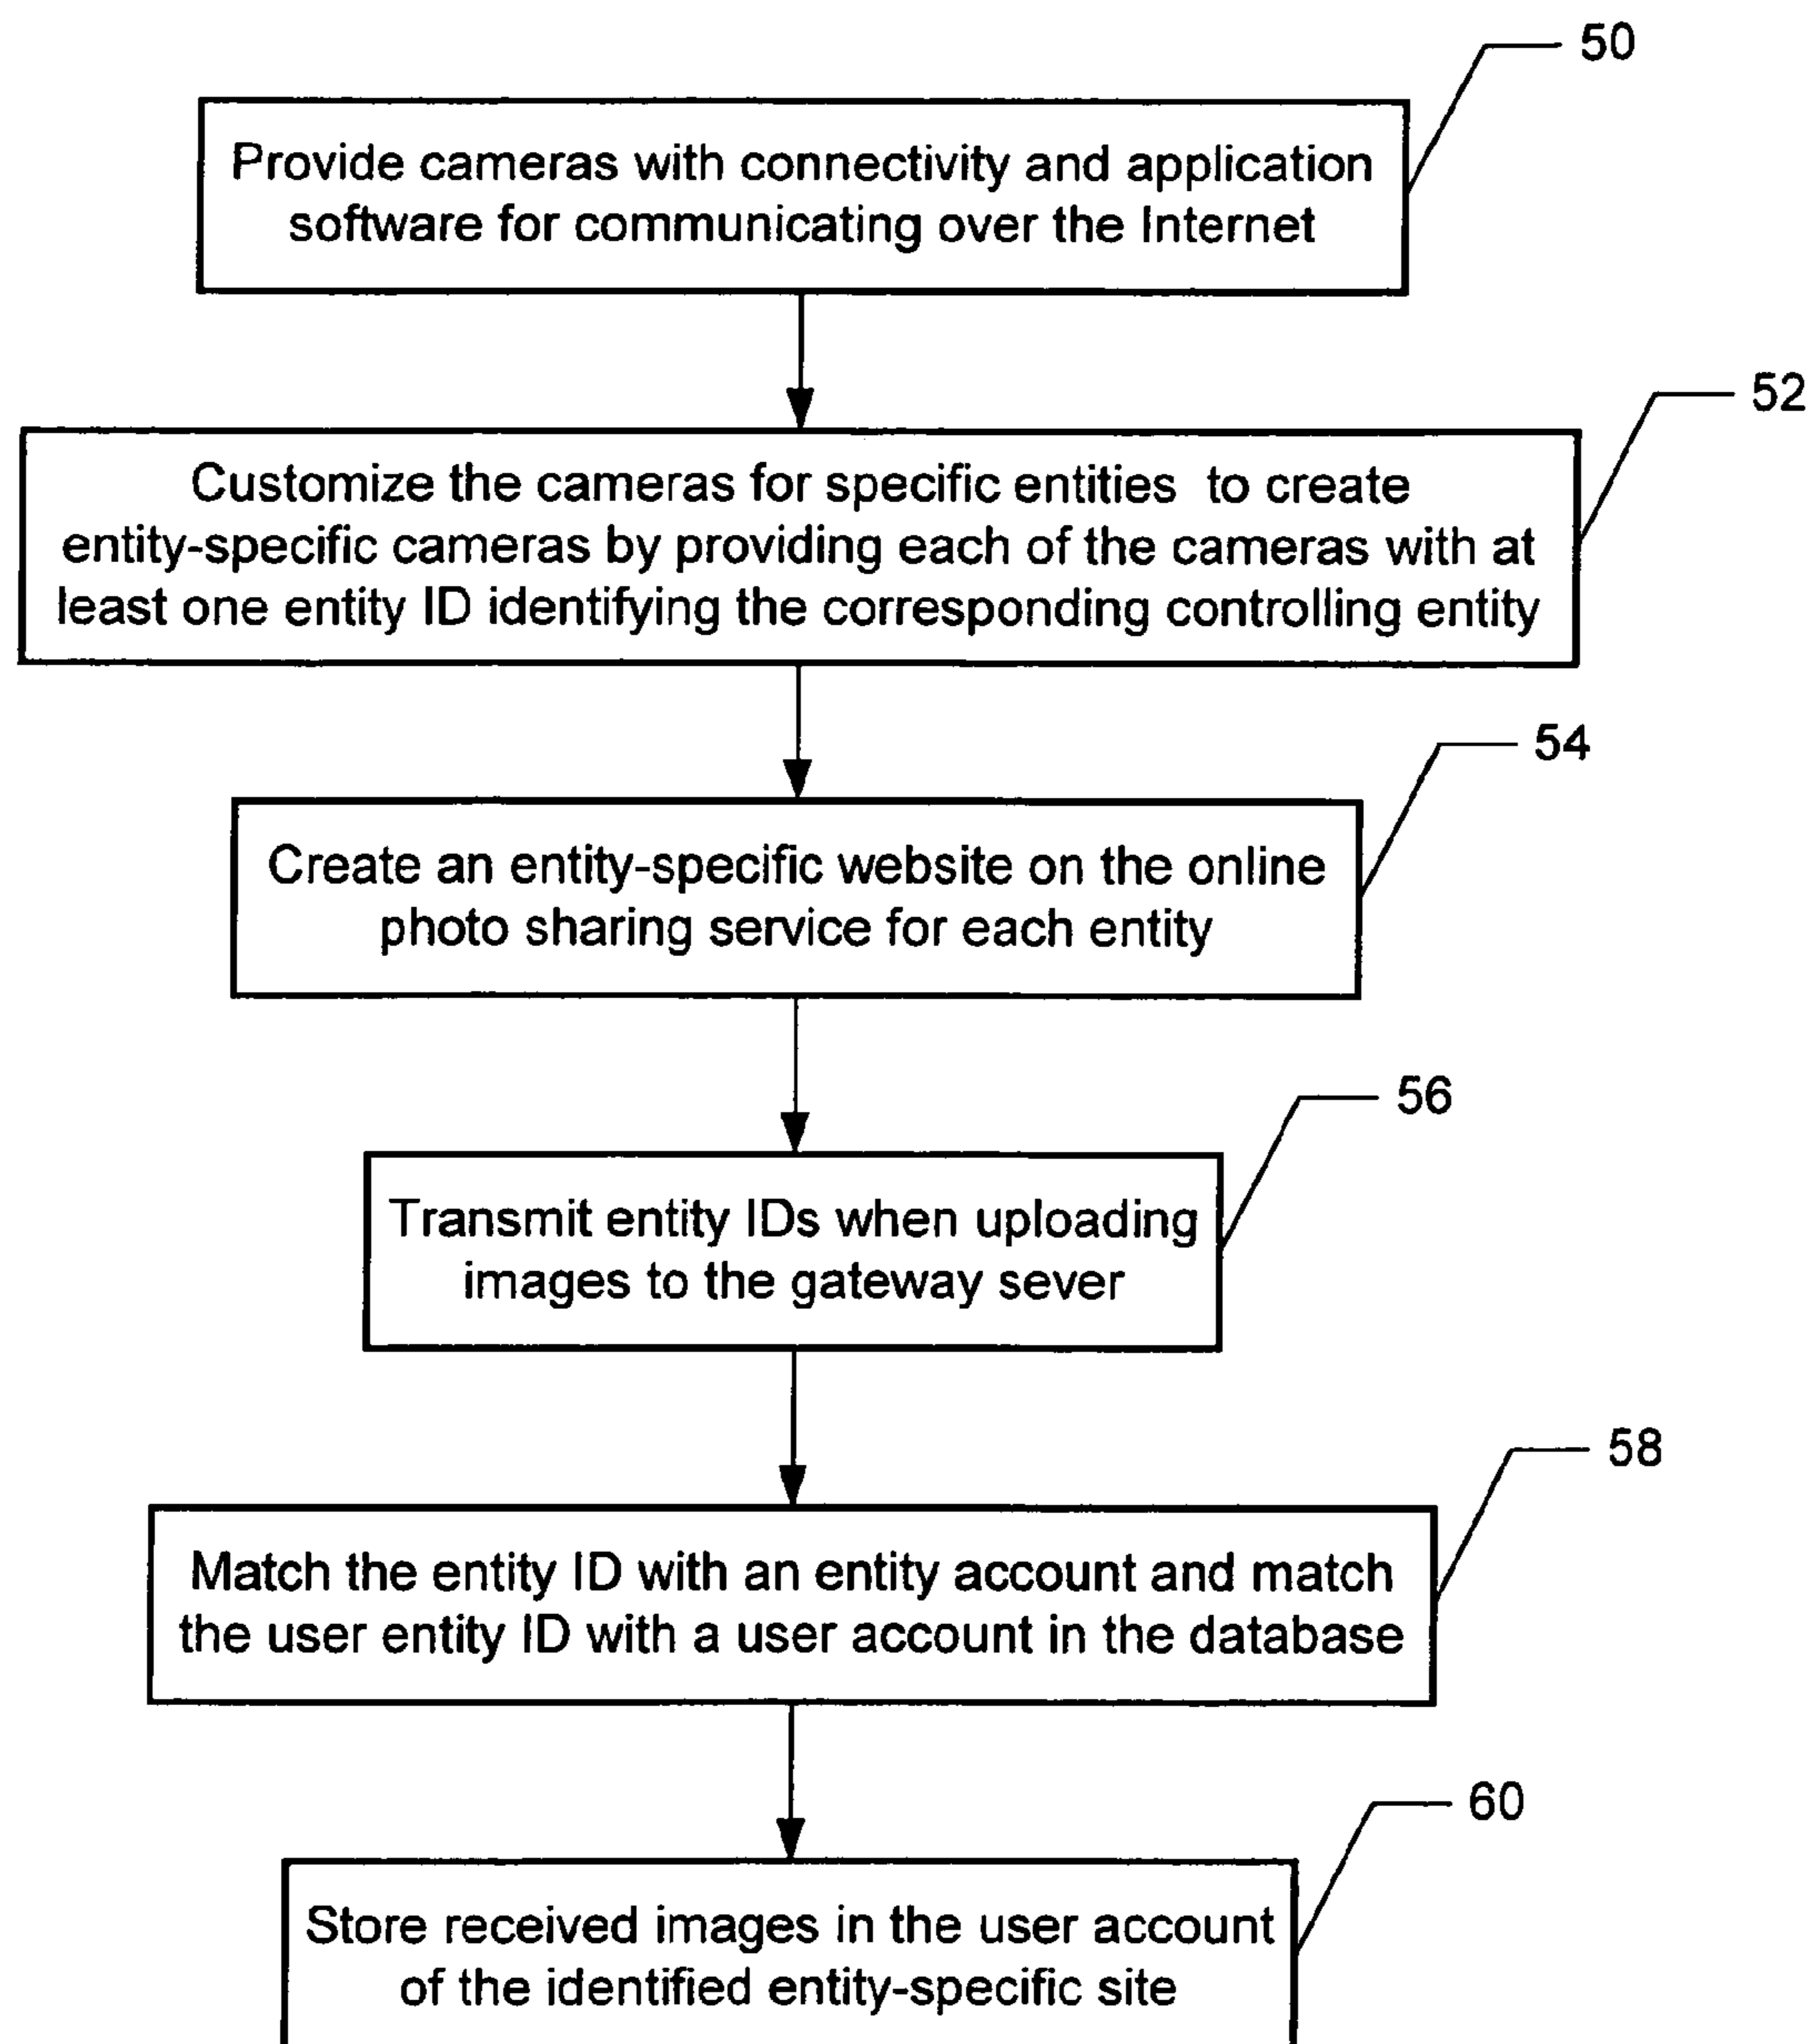 50
Provide cameras with connectivity and application
software for communicating over the Internet
52
Customize the cameras for specific entities to create
entity-specific cameras by providing each of the cameras with at
least one entity ID identifying the corresponding controlling entity
54
Create an entity-specific website on the online
photo sharing service for each entity
56
Transmit entity IDs when uploading
images to the gateway sever
58
Match the entity ID with an entity account and match
the user entity ID with a user account in the database
60
Store received images in the user account
of the identified entity-specific site